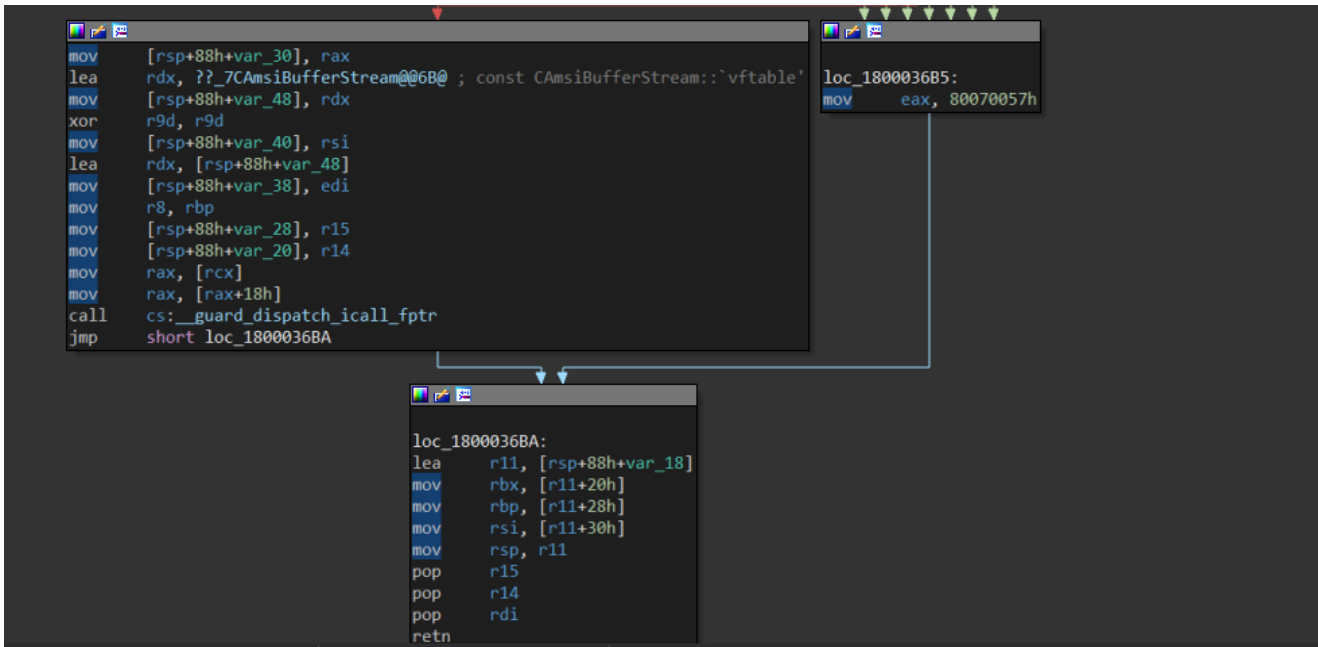 mov     [rsp+88h+var_30], rax
lea     rdx, ??_7CAmsiBufferStream@@6B@ ; const CAmsiBufferStream::`vftable'
mov     [rsp+88h+var_48], rdx
xor     r9d, r9d
mov     [rsp+88h+var_40], rsi
lea     rdx, [rsp+88h+var_48]
mov     [rsp+88h+var_38], edi
mov     r8, rbp
mov     [rsp+88h+var_28], r15
mov     [rsp+88h+var_20], r14
mov     rax, [rcx]
mov     rax, [rax+18h]
call    cs:__guard_dispatch_icall_fptr
jmp     short loc_1800036BA
loc_1800036B5:
mov     eax, 80070057h
loc_1800036BA:
lea     r11, [rsp+88h+var_18]
mov     rbx, [r11+20h]
mov     rbp, [r11+28h]
mov     rsi, [r11+30h]
mov     rsp, r11
pop     r15
pop     r14
pop     rdi
retn